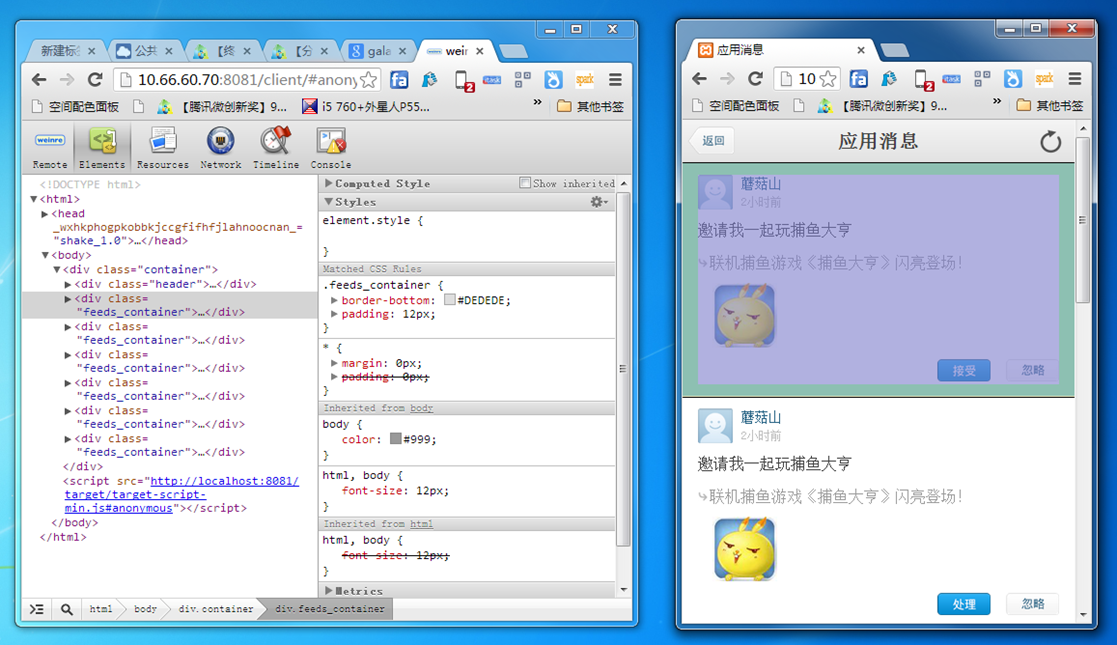 新建标签
公共
【终
【分
gala
weinr
10.66.60.70:8081/client/#anony
空间配色面板
【腾讯微创新奖】9...
i5 760+外星人P55...
»
其他书签
weinre
Remote
Elements
Resources
Network
Timeline
Console
<!DOCTYPE html>
▼<html>
▶<head
_wxhkphogpkobbkjccgfifhfjlahnoocnan_=
"shake_1.0">…</head>
▼<body>
▼<div class="container">
▶<div class="header">…</div>
▶<div class=
"feeds_container">…</div>
▶<div class=
"feeds_container">…</div>
▶<div class=
"feeds_container">…</div>
▶<div class=
"feeds_container">…</div>
▶<div class=
"feeds_container">…</div>
▶<div class=
"feeds_container">…</div>
</div>
<script src="http://localhost:8081/
target/target-script-
min.js#anonymous"></script>
</body>
</html>
▶Computed Style
Show inherited
▼Styles
element.style {
}
Matched CSS Rules
.feeds_container {
▶ border-bottom: #DEDEDE;
▶ padding: 12px;
}
* {
▶ margin: 0px;
▶ padding: 0px;
}
Inherited from body
body {
color: #999;
}
html, body {
font-size: 12px;
}
Inherited from html
html, body {
font-size: 12px;
}
▶Metrics
html
body
div.container
div.feeds_container
应用消息
10
空间配色面板
【腾讯微创新奖】9...
»
其他书签
返回
应用消息
蘑菇山
2小时前
邀请我一起玩捕鱼大亨
联机捕鱼游戏《捕鱼大亨》闪亮登场!
接受
忽略
蘑菇山
2小时前
邀请我一起玩捕鱼大亨
联机捕鱼游戏《捕鱼大亨》闪亮登场!
处理
忽略